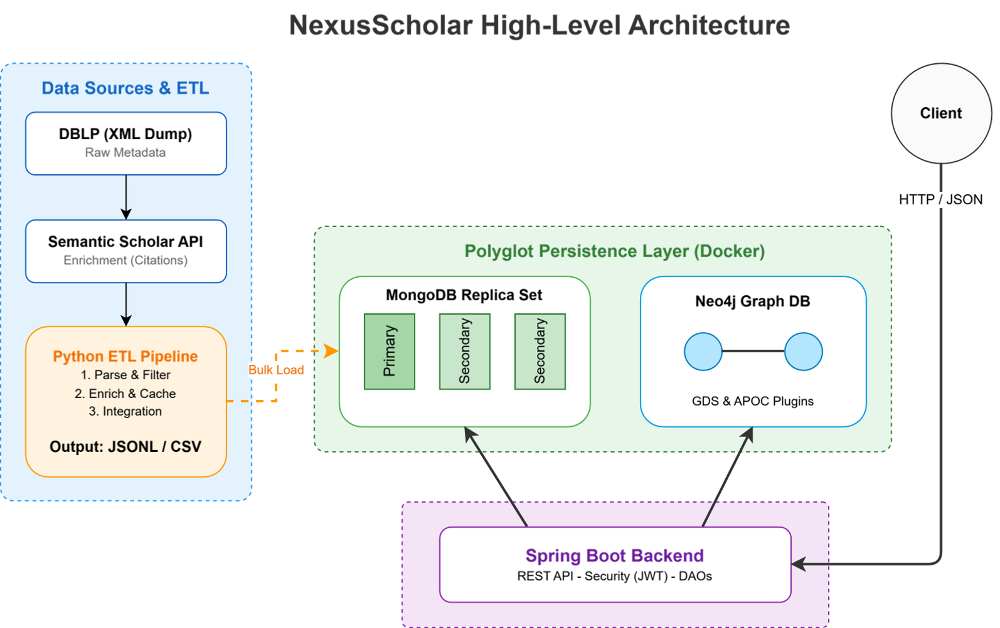 NexusScholar High-Level Architecture
Data Sources & ETL
DBLP (XML Dump)
Raw Metadata
Semantic Scholar API
Enrichment (Citations)
Python ETL Pipeline
1. Parse & Filter
2. Enrich & Cache
3. Integration
Output: JSONL / CSV
Bulk Load
Polyglot Persistence Layer (Docker)
MongoDB Replica Set
Primary
Secondary
Secondary
Neo4j Graph DB
GDS & APOC Plugins
Client
HTTP / JSON
Spring Boot Backend
REST API - Security (JWT) - DAOs